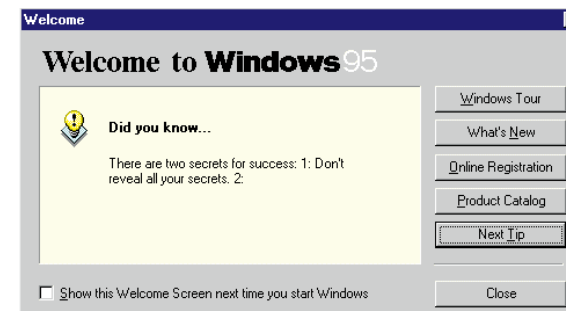 Welcome
Welcome to Windows95
Windows Tour
Did you know...
What's New
There are two secrets for success: 1: Don't
reveal all your secrets. 2:
Online Registration
Product Catalog
Next Tip
Show this Welcome Screen next time you start Windows
Close